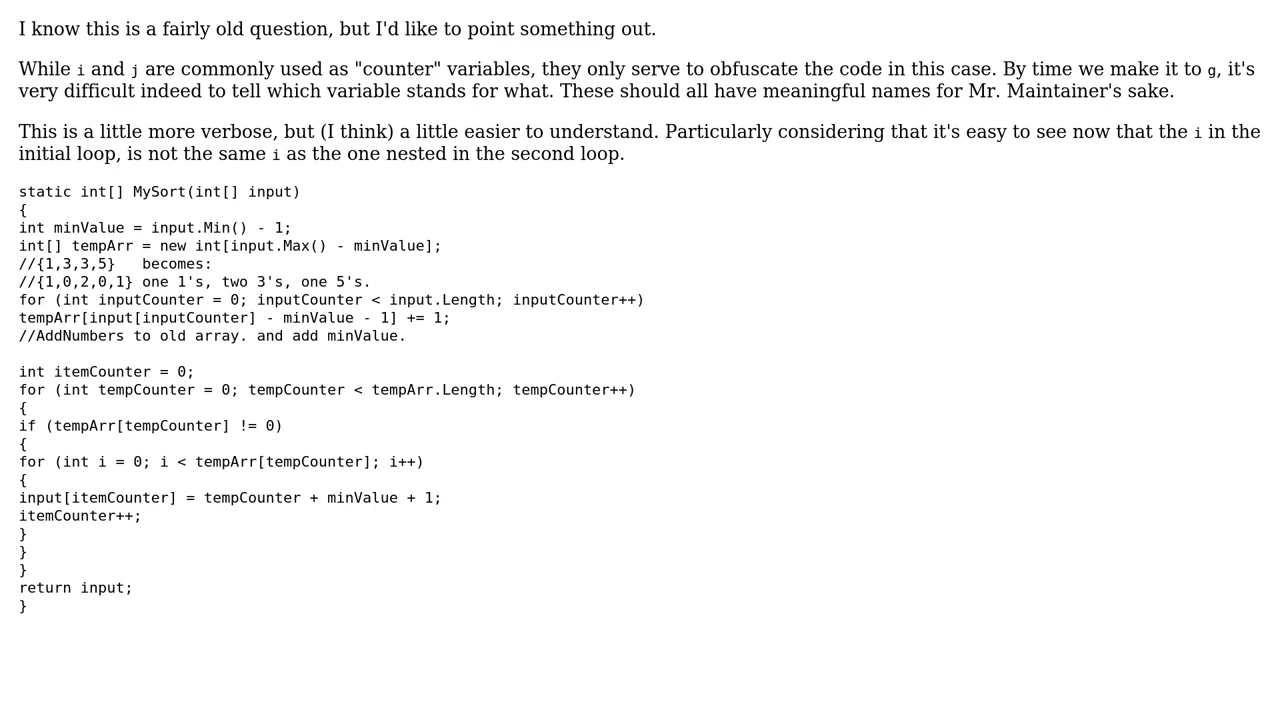 I know this is a fairly old question, but I'd like to point something out.
While i and j are commonly used as "counter" variables, they only serve to obfuscate the code in this case. By time we make it to g, it's
very difficult indeed to tell which variable stands for what. These should all have meaningful names for Mr. Maintainer's sake.
This is a little more verbose, but (I think) a little easier to understand. Particularly considering that it's easy to see now that the i in the
initial loop, is not the same i as the one nested in the second loop.
static int[] MySort(int[] input)
{
int minValue = input.Min() - 1;
int[] tempArr = new int[input.Max() - minValue];
//{1,3,3,5}   becomes:
//{1,0,2,0,1} one 1's, two 3's, one 5's.
for (int inputCounter = 0; inputCounter < input.Length; inputCounter++)
tempArr[input[inputCounter] - minValue - 1] += 1;
//AddNumbers to old array. and add minValue.

int itemCounter = 0;
for (int tempCounter = 0; tempCounter < tempArr.Length; tempCounter++)
{
if (tempArr[tempCounter] != 0)
{
for (int i = 0; i < tempArr[tempCounter]; i++)
{
input[itemCounter] = tempCounter + minValue + 1;
itemCounter++;
}
}
}
return input;
}